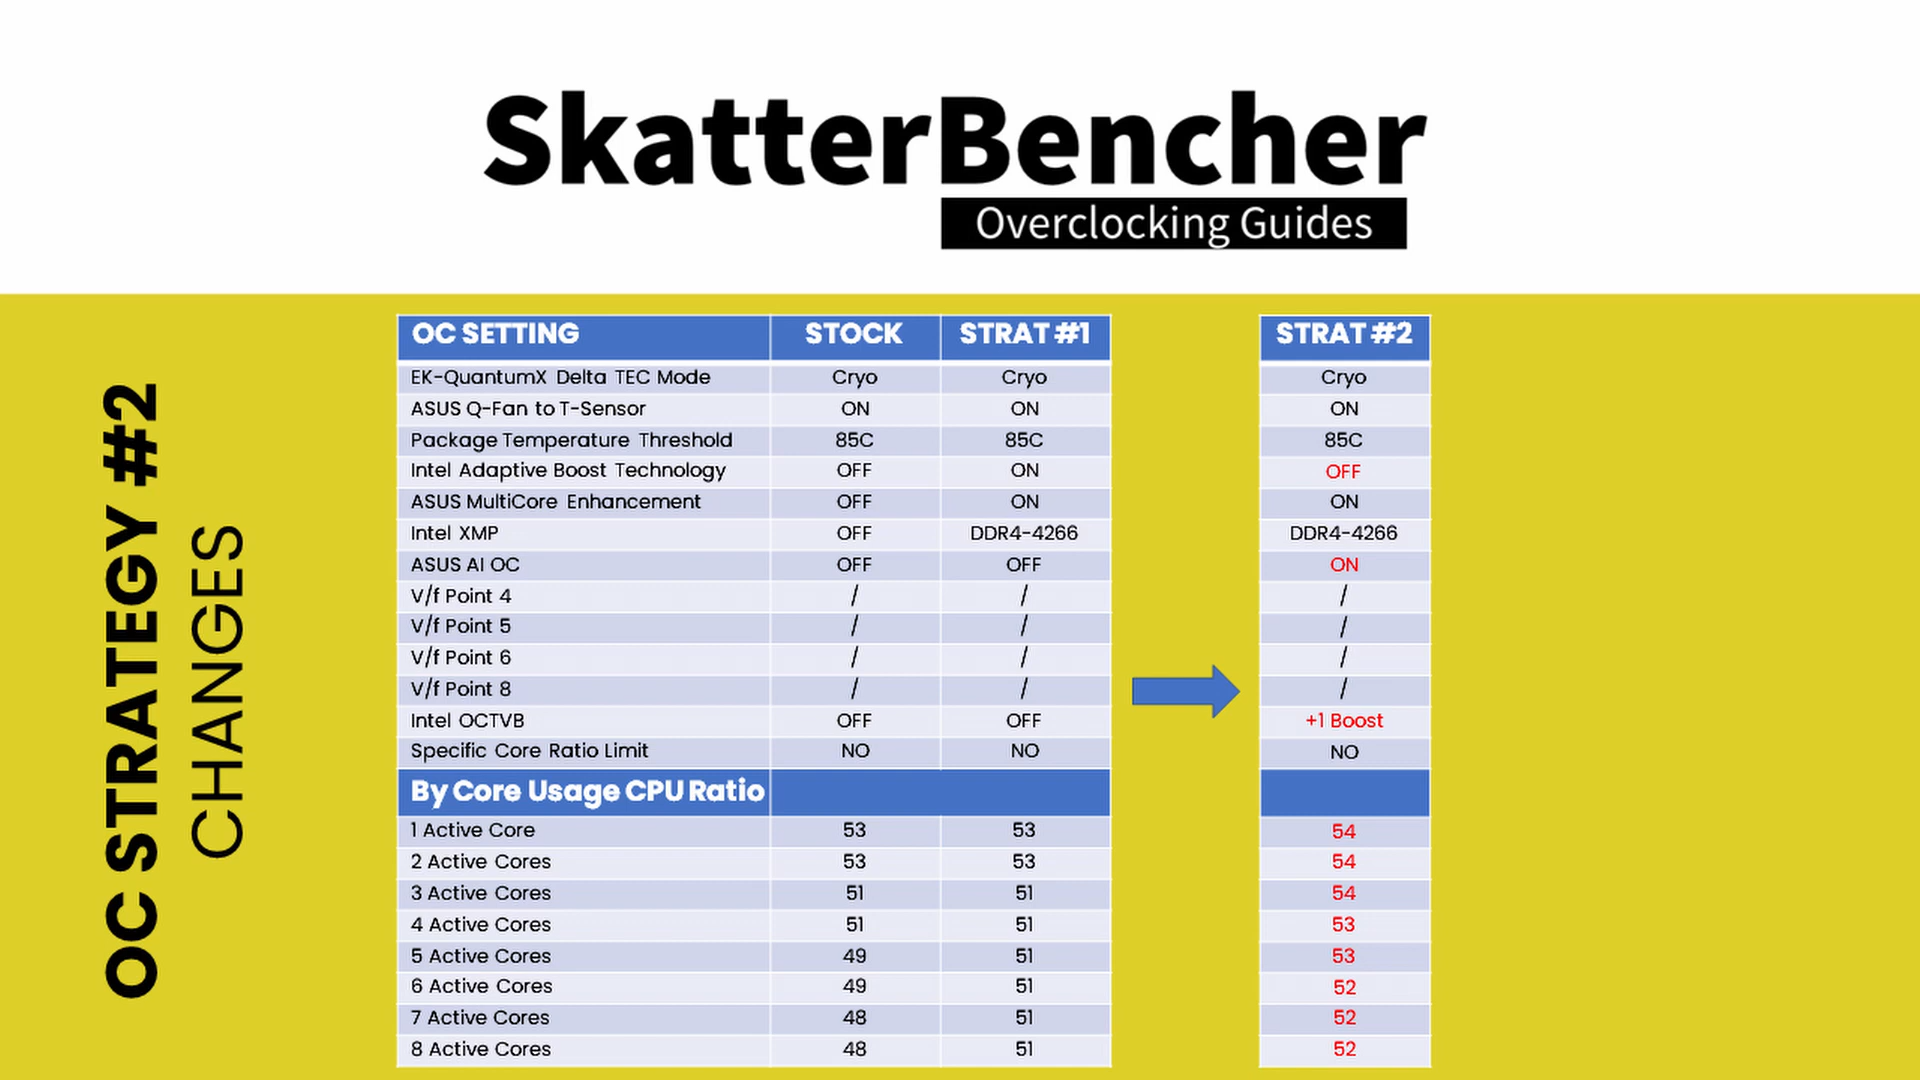 SkatterBencher
Overclocking Guides
OC STRATEGY #2
CHANGES
OC SETTING STOCK STRAT #1 STRAT #2
EK-QuantumX Delta TEC Mode Cryo Cryo Cryo
ASUS Q-Fan to T-Sensor ON ON ON
Package Temperature Threshold 85C 85C 85C
Intel Adaptive Boost Technology OFF ON OFF
ASUS MultiCore Enhancement OFF ON ON
Intel XMP OFF DDR4-4266 DDR4-4266
ASUS AI OC OFF OFF ON
V/f Point 4 / / /
V/f Point 5 / / /
V/f Point 6 / / /
V/f Point 8 / / /
Intel OCTVB OFF OFF +1 Boost
Specific Core Ratio Limit NO NO NO
By Core Usage CPU Ratio
1 Active Core 53 53 54
2 Active Cores 53 53 54
3 Active Cores 51 51 54
4 Active Cores 51 51 53
5 Active Cores 49 51 53
6 Active Cores 49 51 52
7 Active Cores 48 51 52
8 Active Cores 48 51 52